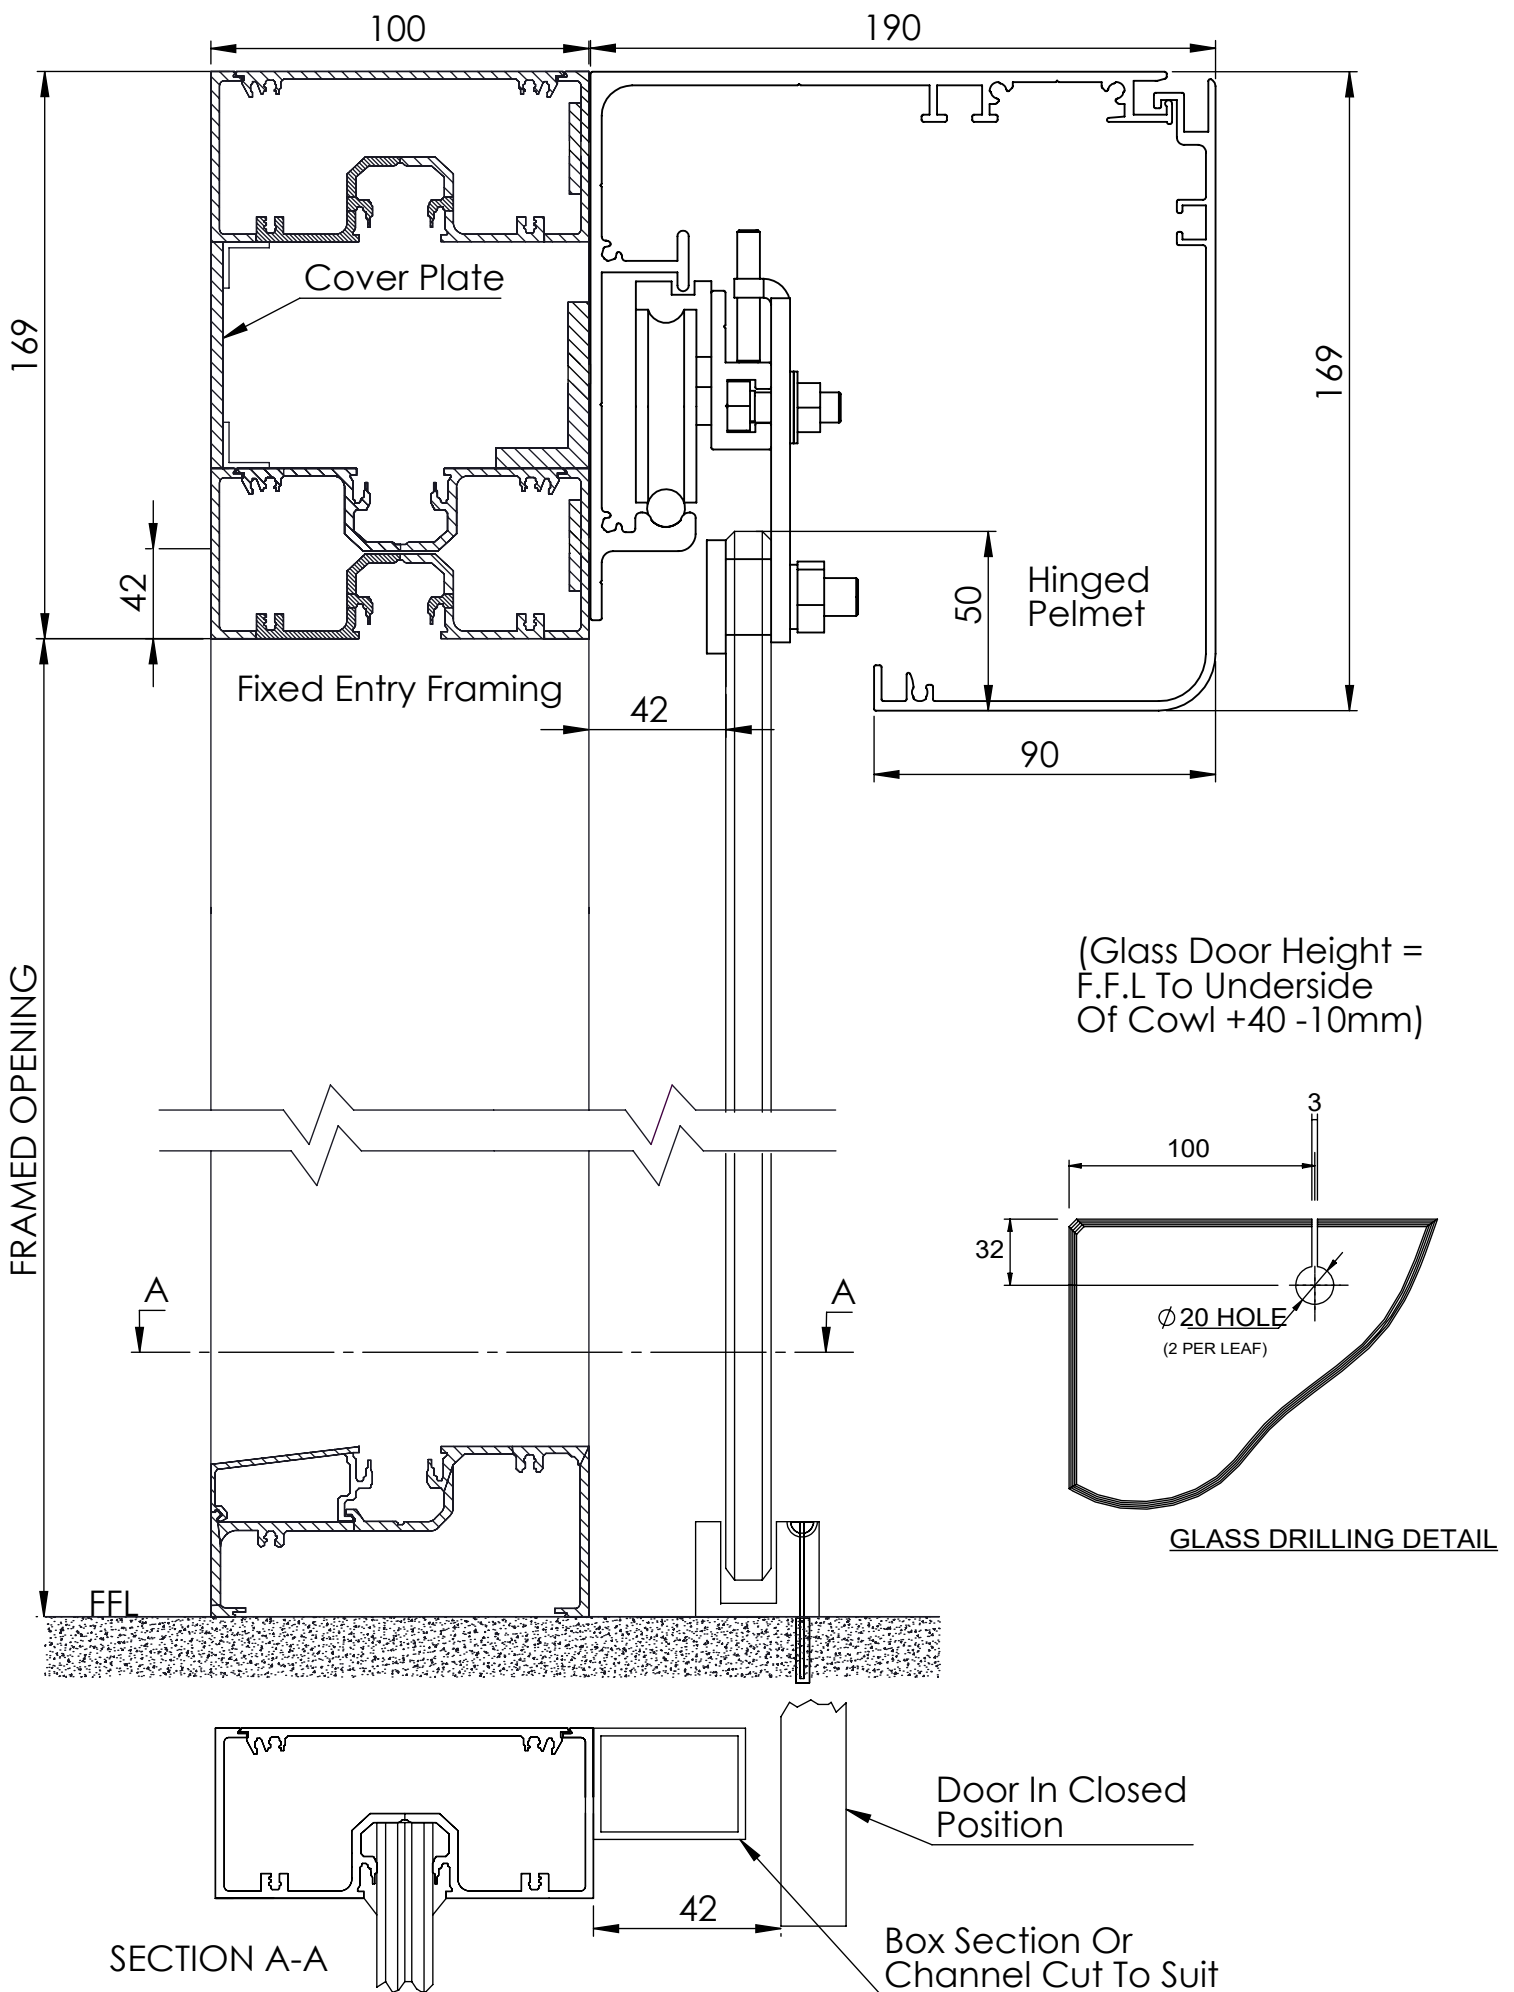 100
190
Cover Plate
169
169
42
50
Hinged
Pelmet
Fixed Entry Framing
42
90
(Glass Door Height =
F.F.L To Underside
Of Cowl +40 -10mm)
FRAMED OPENING
3
100
32
∅20 HOLE
(2 PER LEAF)
A
A
GLASS DRILLING DETAIL
FFL
Door In Closed
Position
42
SECTION A-A
Box Section Or
Channel Cut To Suit